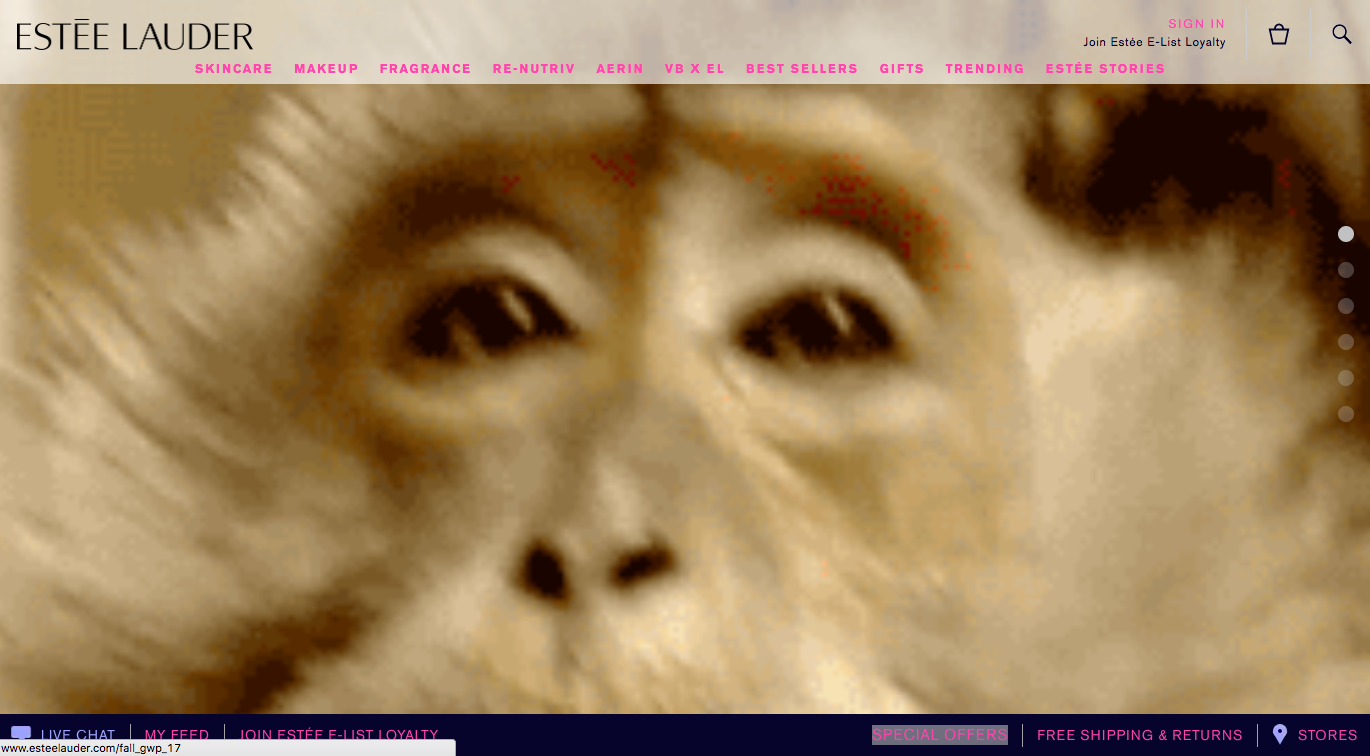 ESTĒE LAUDER
SIGN IN
Join Estée E-List Loyalty
SKINCARE MAKEUP FRAGRANCE RE-NUTRIV AERIN VB X EL BEST SELLERS GIFTS TRENDING ESTÉE STORIES
LIVE CHAT MY FEED JOIN ESTÉE E-LIST LOYALTY SPECIAL OFFERS FREE SHIPPING & RETURNS STORES
www.esteelauder.com/fall_gwp_17